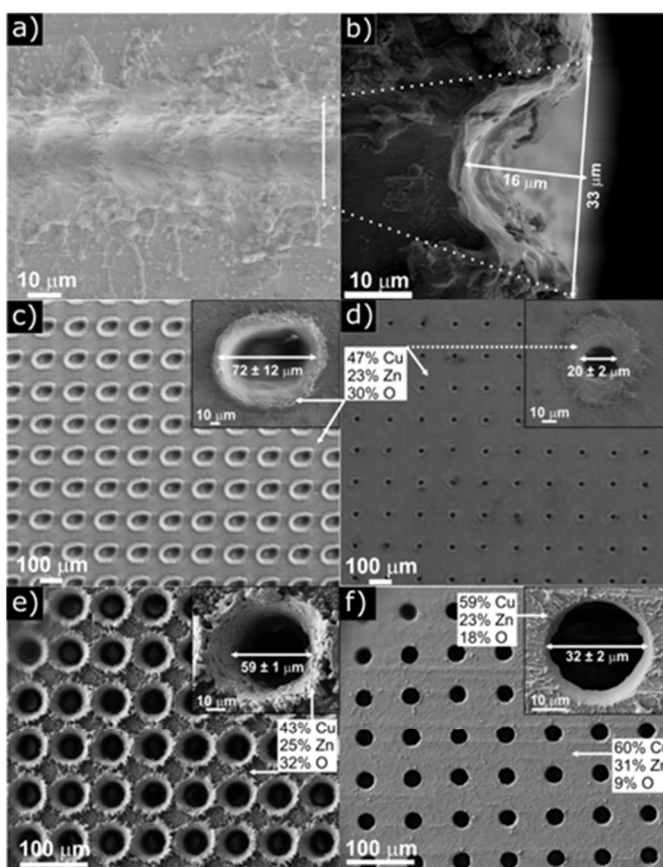 a)
b)
16 µm
33 µm
10 µm
10 µm
c)
d)
72 ± 12 µm
47% Cu
23% Zn
30% O
20 ± 2 µm
10 µm
10 µm
100 µm
100 µm
e)
f)
59% Cu
23% Zn
18% O
59 ± 1 µm
32 ± 2 µm
10 µm
10 µm
43% Cu
25% Zn
32% O
60% Cu
31% Zn
9% O
100 µm
100 µm